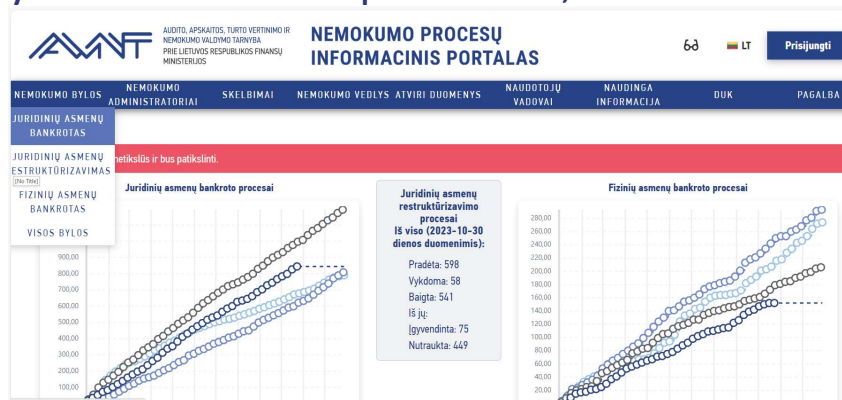 AUDITO, APSKAITOS, TURTO VERTINIMO IR
NEMOKUMO VALDYMO TARNYBA
PRIE LIETUVOS RESPUBLIKOS FINANSŲ
MINISTERIJOS
NEMOKUMO PROCESŲ
INFORMACINIS PORTALAS
LT
Prisijungti
NEMOKUMO BYLOS
NEMOKUMO
ADMINISTRATORIAI
SKELBIMAI
NEMOKUMO VEDLYS
ATVIRI DUOMENYS
NAUDOTOJŲ
VADOVAI
NAUDINGA
INFORMACIJA
DUK
PAGALBA
JURIDINIŲ ASMENŲ
BANKROTAS
JURIDINIŲ ASMENŲ
ESTRUKTŪRIZAVIMAS
[No Title]
FIZINIŲ ASMENŲ
BANKROTAS
VISOS BYLOS
netikslūs ir bus patikslinti.
Juridinių asmenų bankroto procesai
900,00
800,00
700,00
600,00
500,00
400,00
300,00
200,00
100,00
Juridinių asmenų
restruktūrizavimo
procesai
Iš viso (2023-10-30
dienos duomenimis):
Pradėta: 598
Vykdoma: 58
Baigta: 541
Iš jų:
Įgyvendinta: 75
Nutraukta: 449
Fizinių asmenų bankroto procesai
280,00
260,00
240,00
220,00
200,00
180,00
160,00
140,00
120,00
100,00
80,00
60,00
40,00
20,00